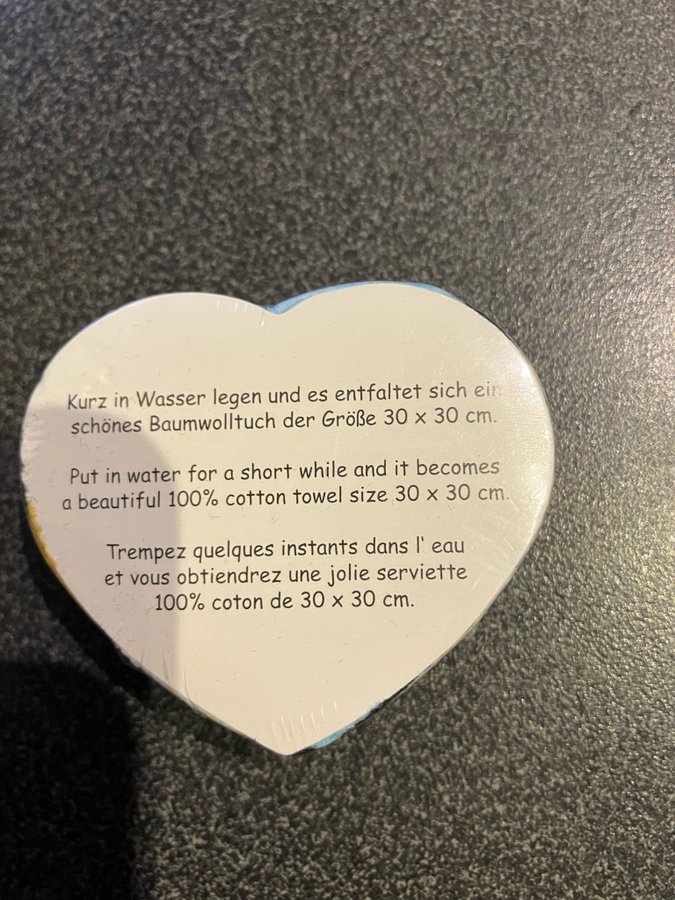 Kurz in Wasser legen und es entfaltet sich ein
schönes Baumwolltuch der Größe 30 x 30 cm.
Put in water for a short while and it becomes
a beautiful 100% cotton towel size 30 x 30 cm.
Trempez quelques instants dans l' eau
et vous obtiendrez une jolie serviette
100% coton de 30 x 30 cm.